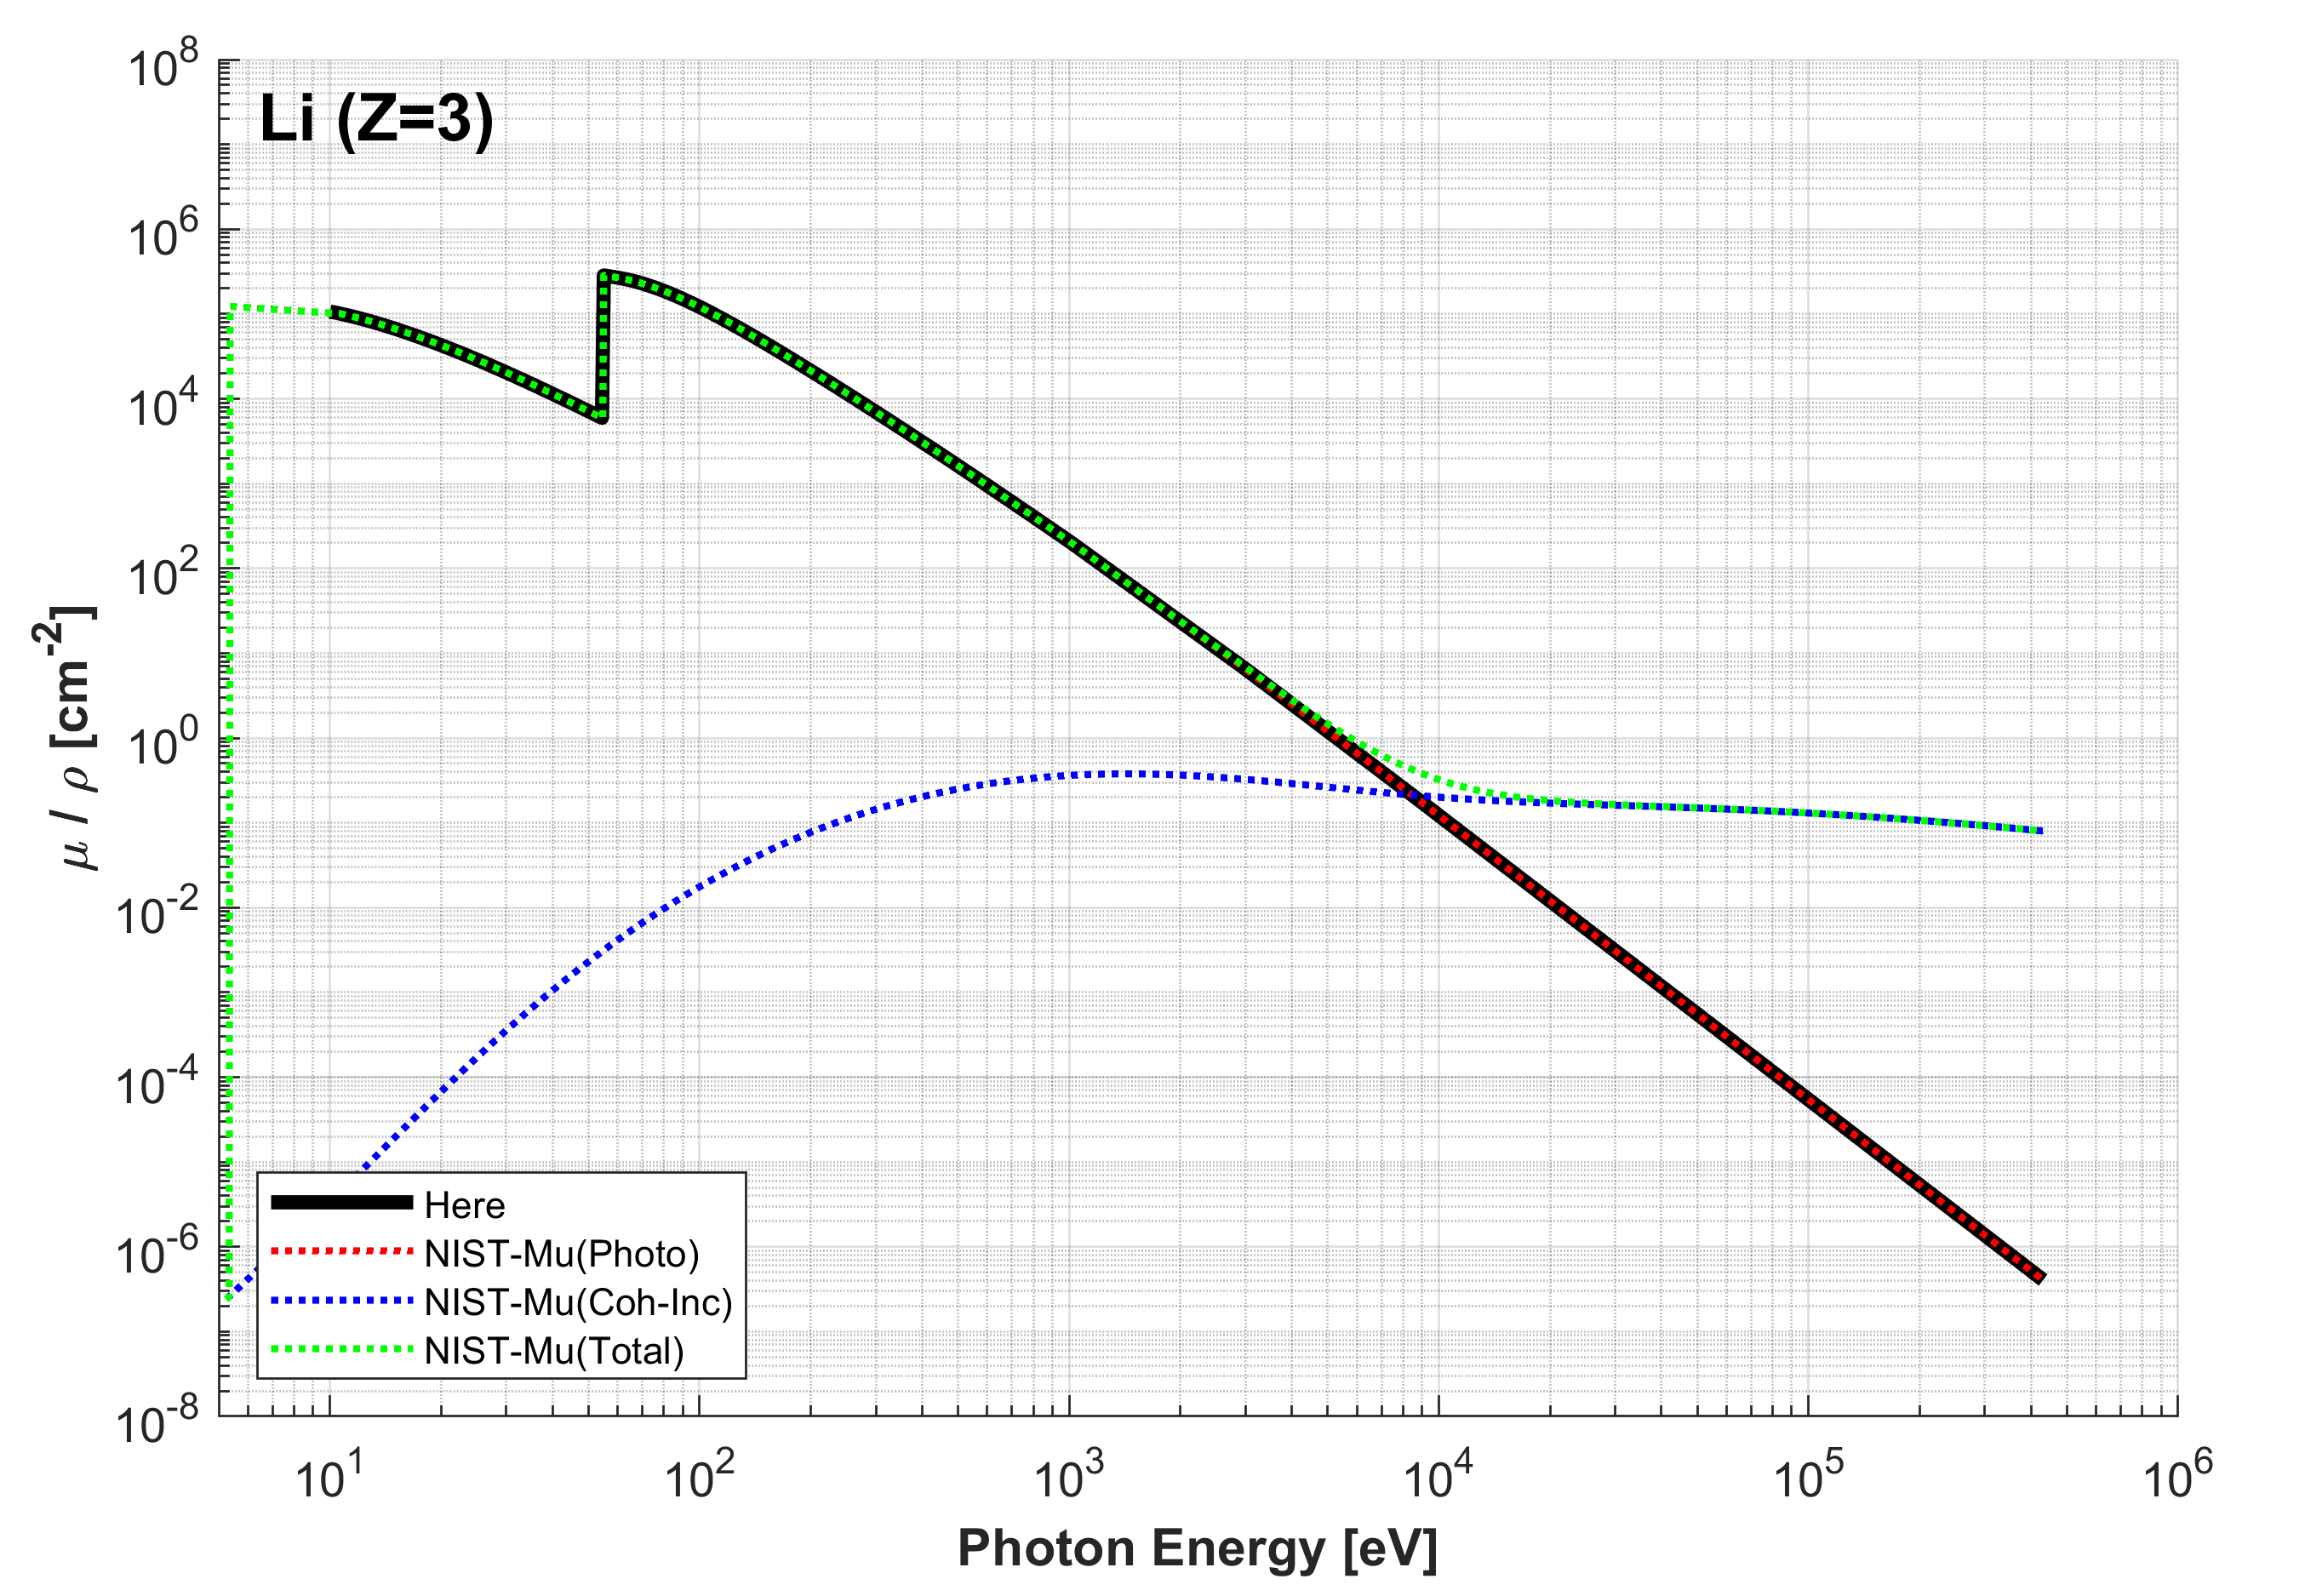 Li (Z=3)
10^8
10^6
10^4
10^2
10^0
10^-2
10^-4
10^-6
10^-8
μ / ρ [cm^-2]
Here
NIST-Mu(Photo)
NIST-Mu(Coh-Inc)
NIST-Mu(Total)
10^1 10^2 10^3 10^4 10^5 10^6
Photon Energy [eV]